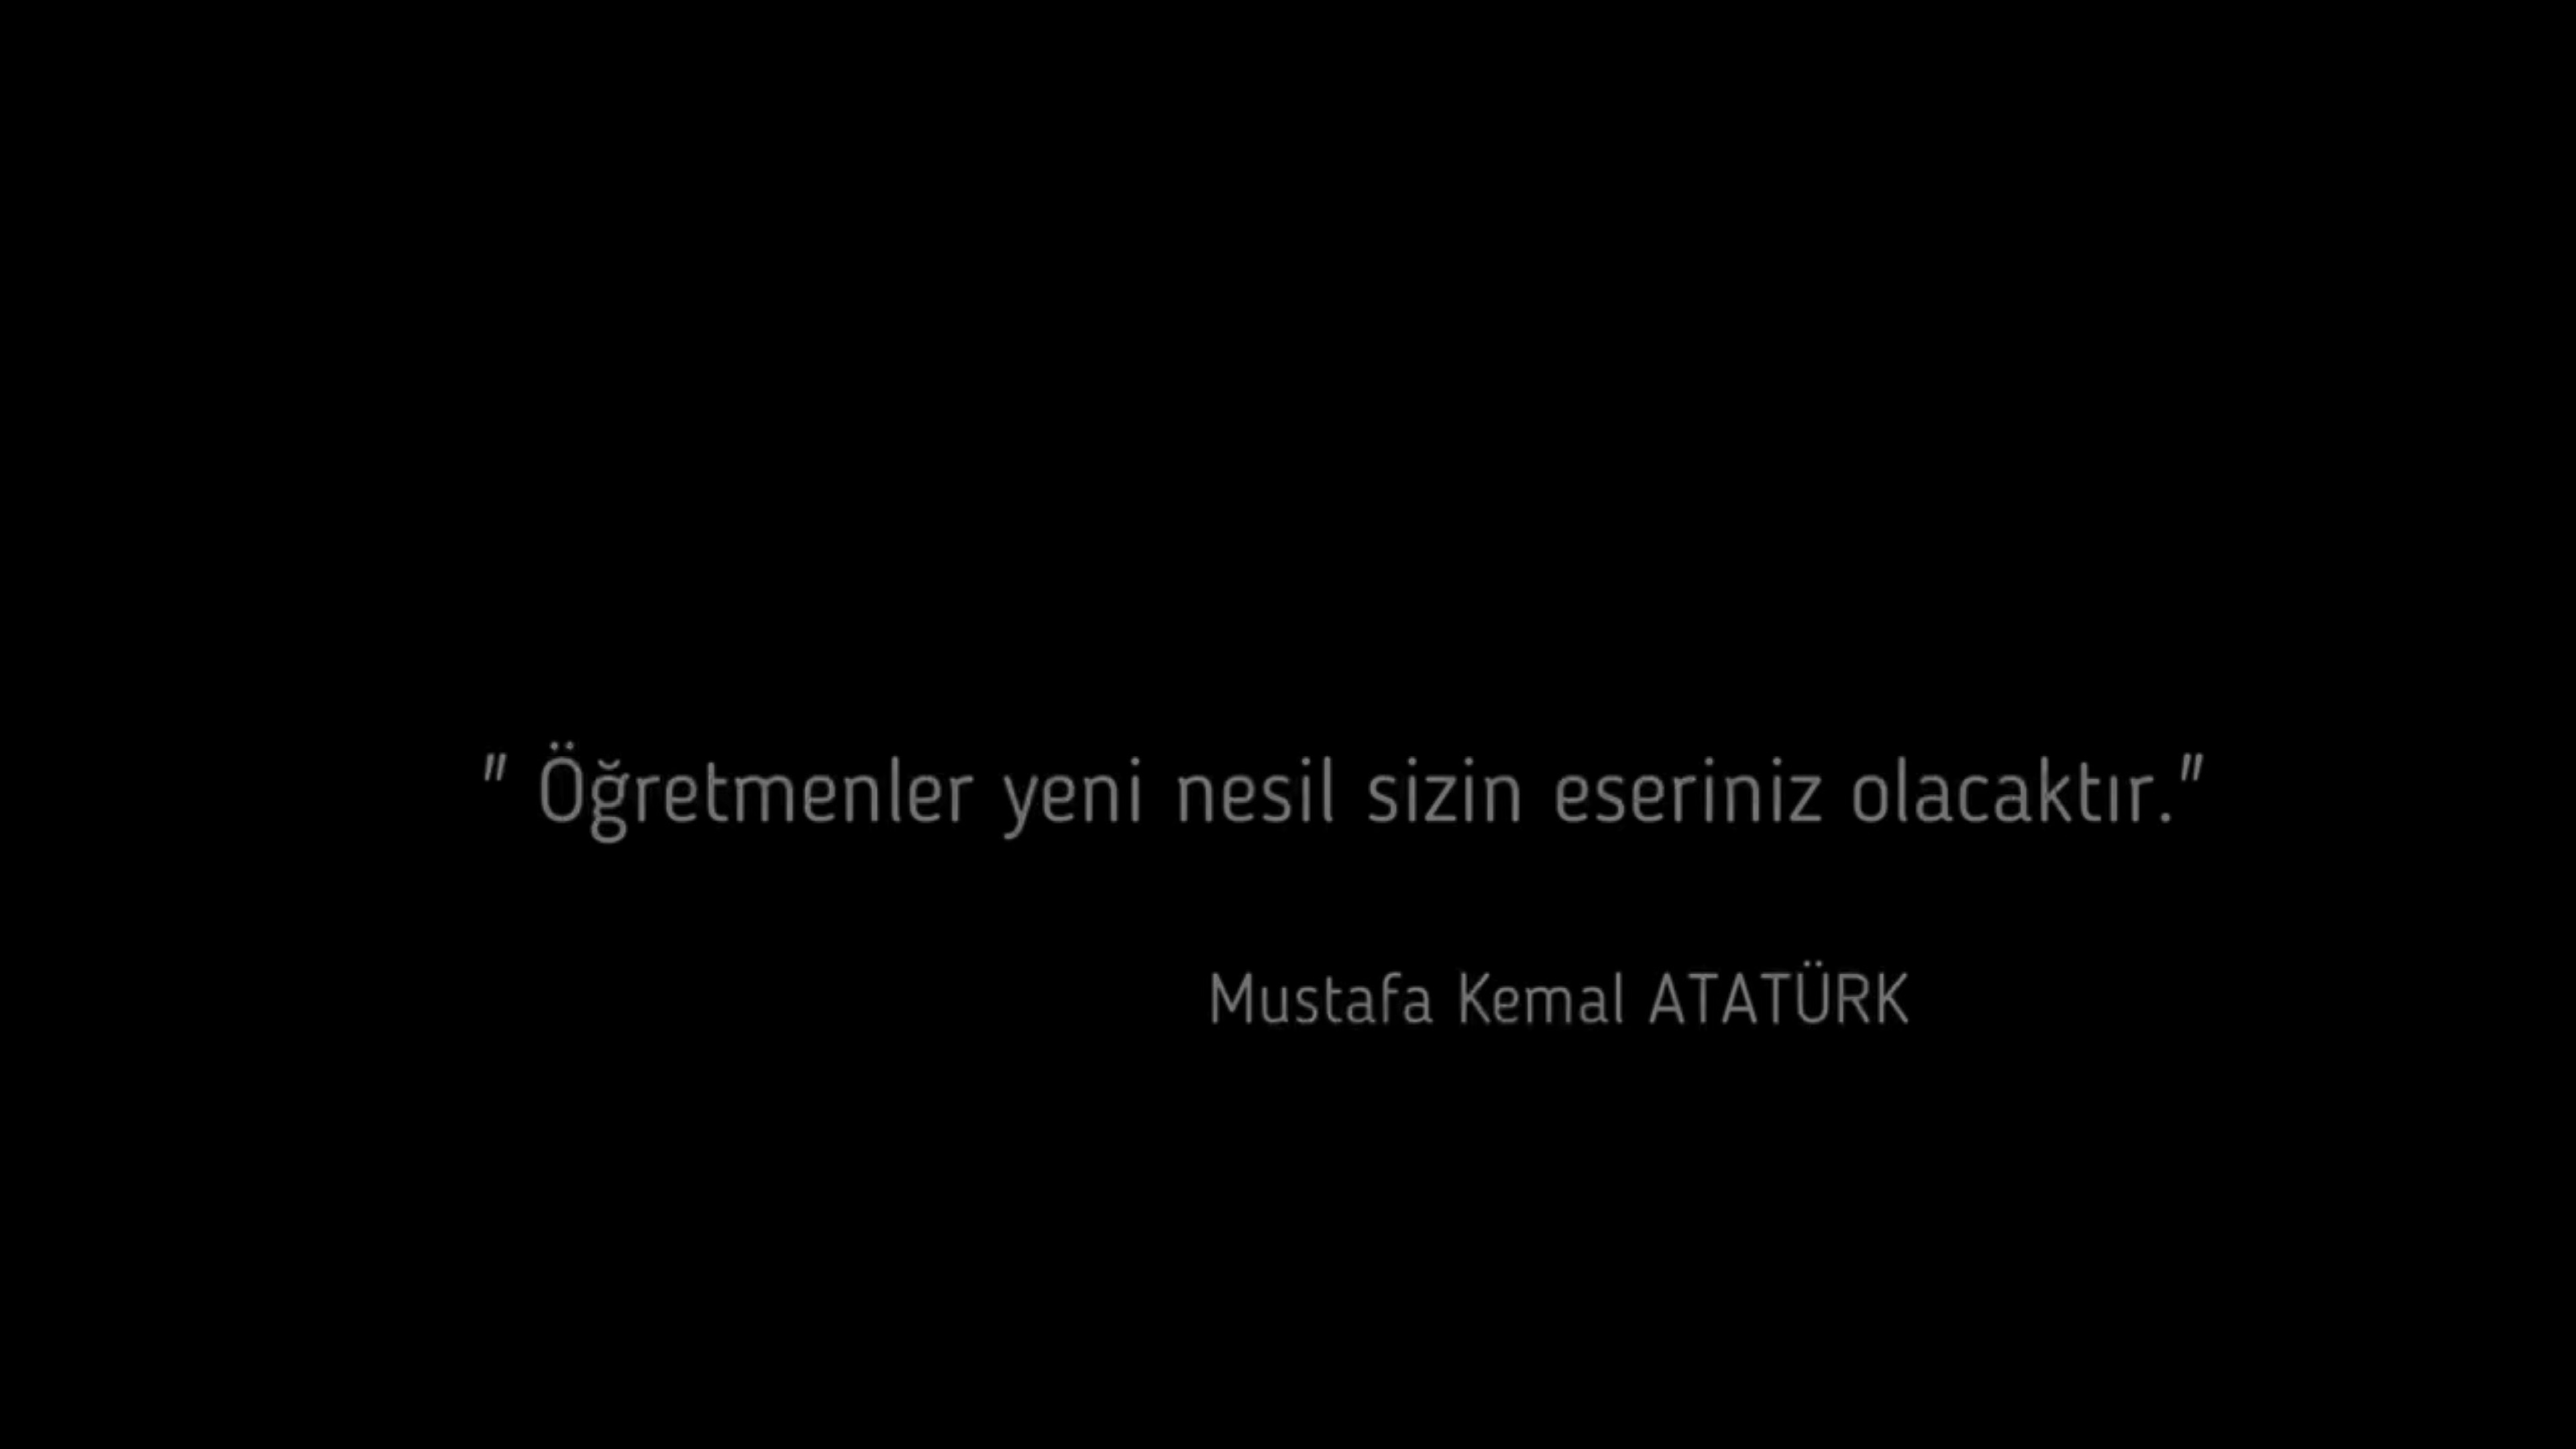 " Öğretmenler yeni nesil sizin eseriniz olacaktır."
Mustafa Kemal ATATÜRK